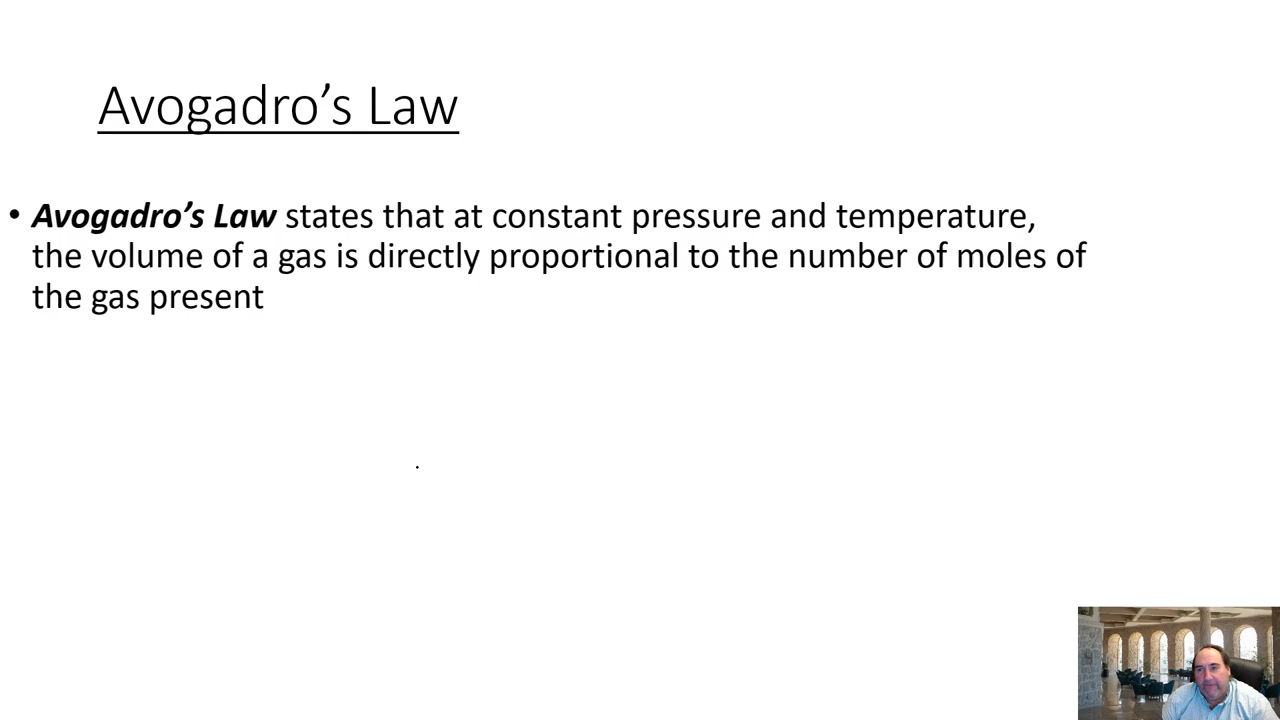 Avogadro’s Law
• Avogadro’s Law states that at constant pressure and temperature,
the volume of a gas is directly proportional to the number of moles of
the gas present